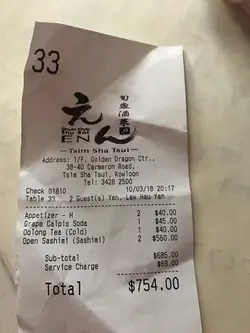 33
えん
EN
Tsim Sha Tsui
Address: 1/F, Golden Dragon Ctr.,
38-40 Carmeron Road,
Tsim Sha Tsui, Kowloon
Tel: 3428 2500
Check 01810 10/03/18 20:17
Table 33 2 Guest(s) Yen, Lam Hau Yan
Appetizer - H 2 $40.00
Grape Calpis Soda 1 $45.00
Oolong Tea (Cold) 1 $40.00
Open Sashimi (Sashimi) 2 $560.00
Sub-total $685.00
Service Charge $69.00
Total $754.00